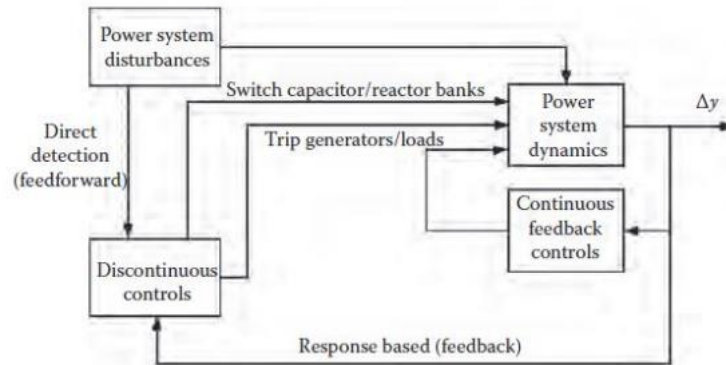 Power system
disturbances
Switch capacitor/reactor banks
Direct
detection
(feedforward)
Trip generators/loads
Power
system
dynamics
Δy
Continuous
feedback
controls
Discontinuous
controls
Response based (feedback)